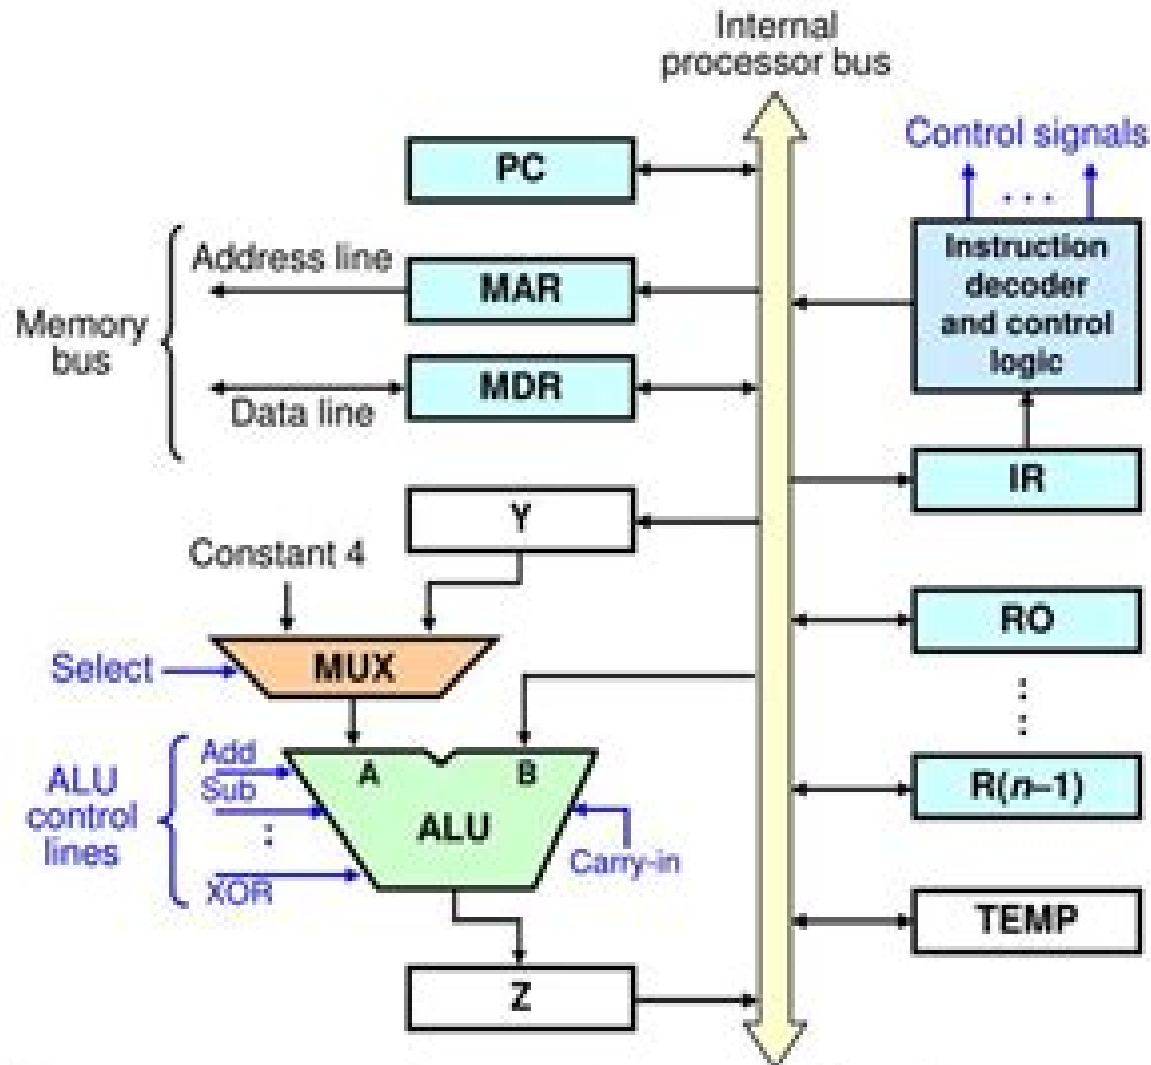 Internal
processor bus
Control signals
PC
. . .
Instruction
decoder
and control
logic
Address line
MAR
Memory
bus
MDR
Data line
IR
Y
Constant 4
RO
MUX
Select
Add
A
B
Sub
ALU
control
lines
ALU
R(n–1)
Carry-in
XOR
TEMP
Z